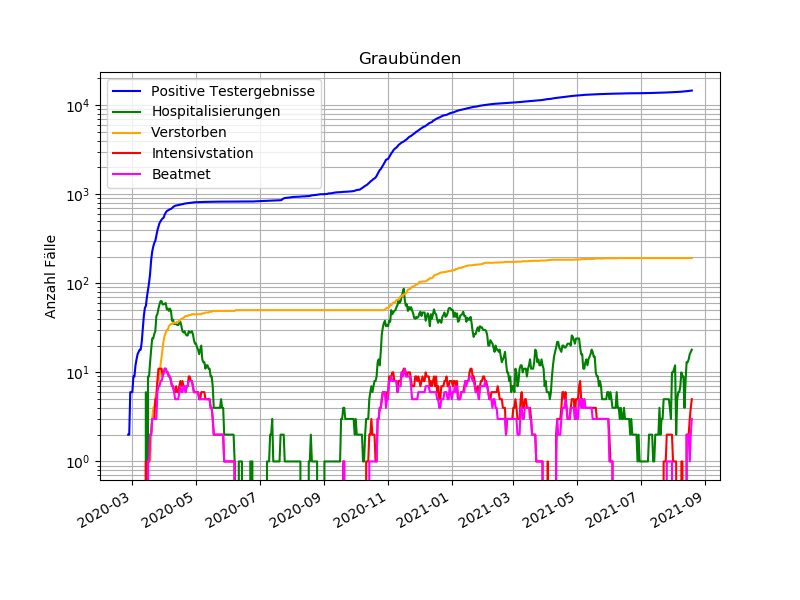 Graubünden
Positive Testergebnisse
Hospitalisierungen
Verstorben
Intensivstation
Beatmet
Anzahl Fälle
10⁴
10³
10²
10¹
10⁰
2020-03
2020-05
2020-07
2020-09
2020-11
2021-01
2021-03
2021-05
2021-07
2021-09